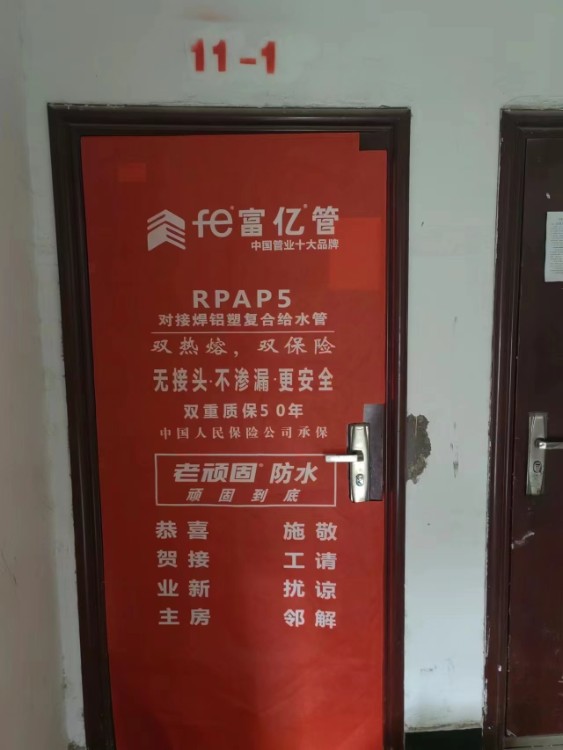 11-1
fe®富亿®管
中国管业十大品牌
RPAP5
对接焊铝塑复合给水管
双热熔，双保险
无接头·不渗漏·更安全
双重质保50年
中国人民保险公司承保
老顽固®防水
顽固到底
恭喜 施敬
贺接 工请
业新 扰谅
主房 邻解